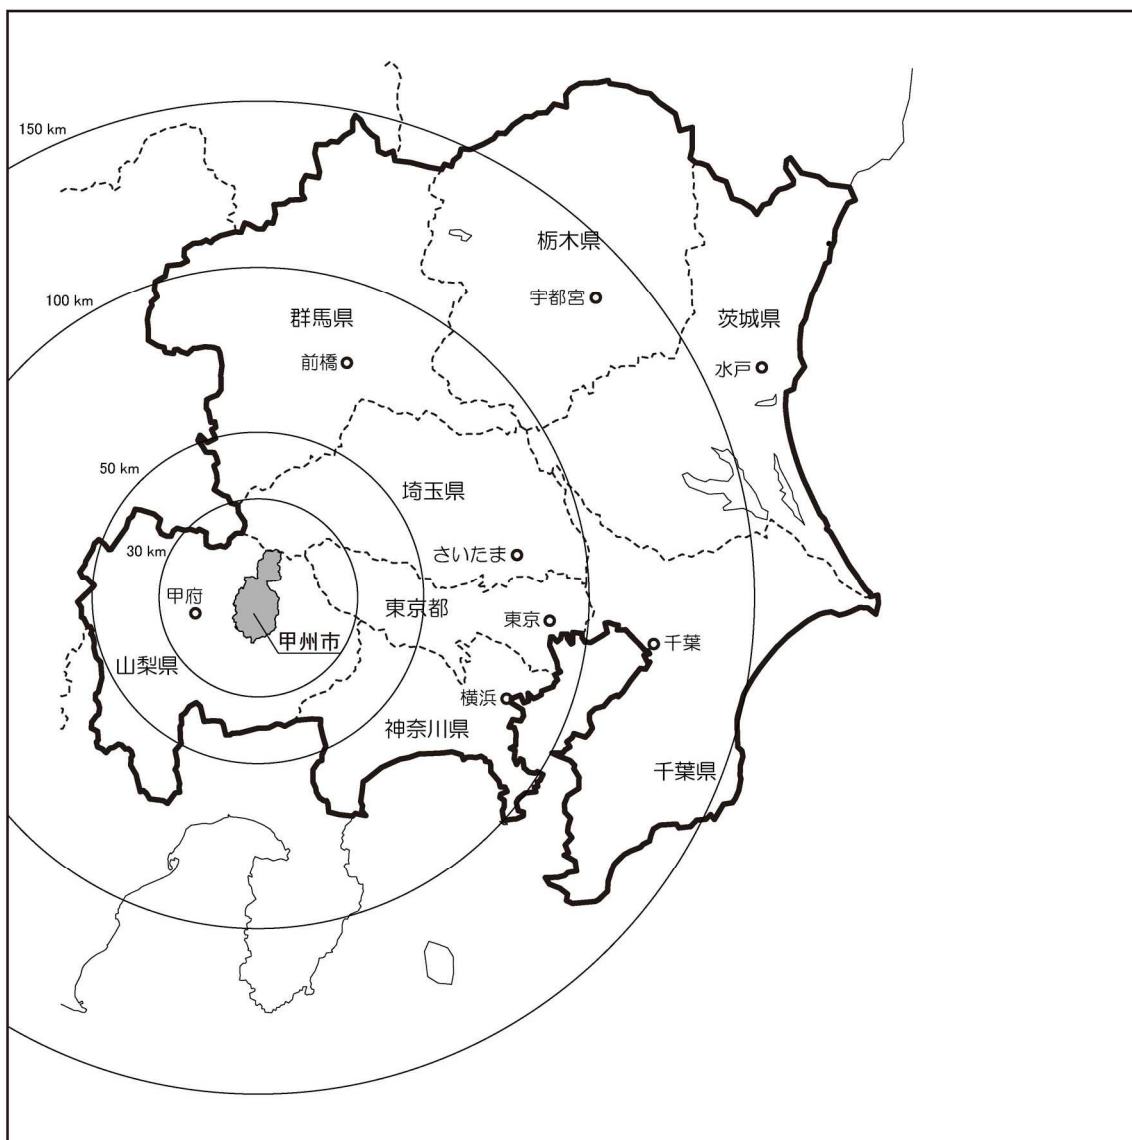 150 km
栃木県
100 km
宇都宮
群馬県
茨城県
前橋
水戸
50 km
埼玉県
30 km
さいたま
甲府
東京都
東京
甲州市
千葉
山梨県
横浜
神奈川県
千葉県